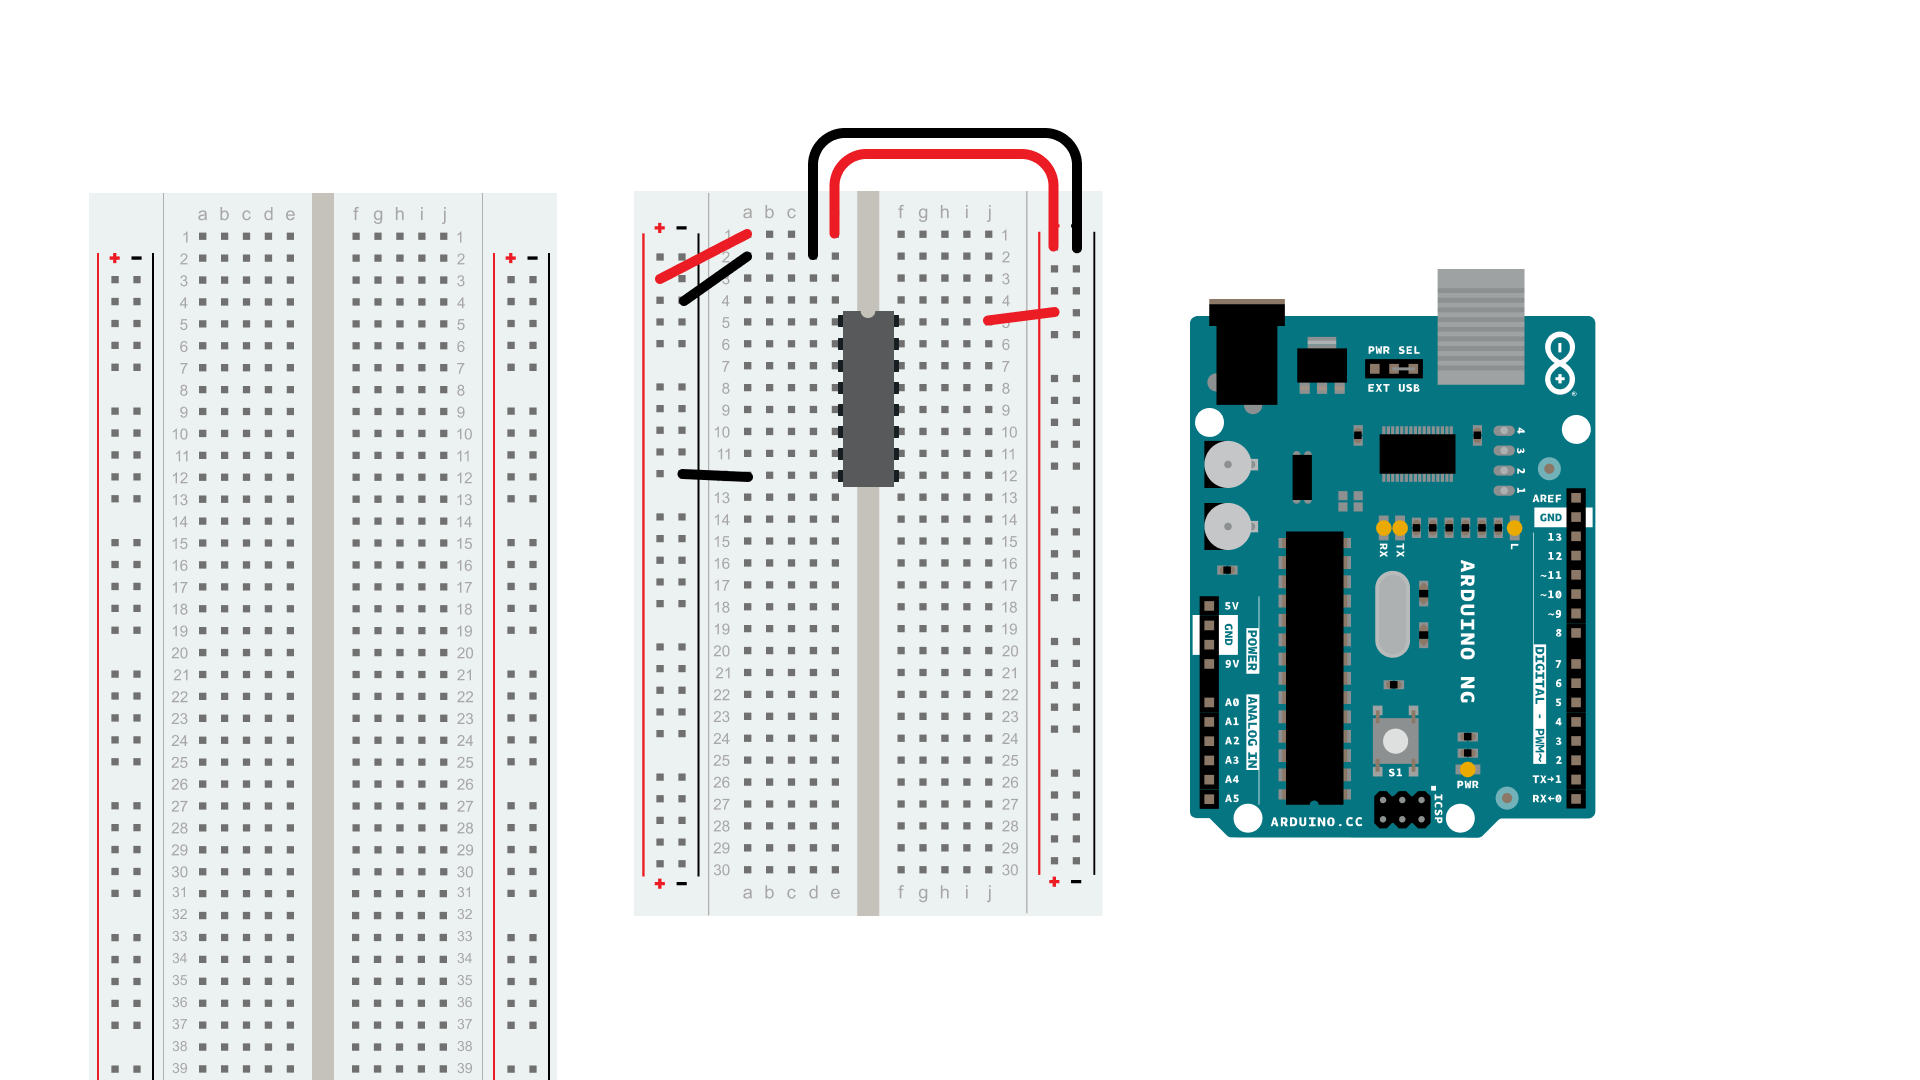 a b c d e f g h i j
1 1
+ - 2 2 + -
3 3
4 4
5 5
6 6
7 7
8 8
9 9
10 10
11 11
12 12
13 13
14 14
15 15
16 16
17 17
18 18
19 19
20 20
21 21
22 22
23 23
24 24
25 25
26 26
27 27
28 28
29 29
30 30
31 31
32 32
33 33
34 34
35 35
36 36
37 37
38 38
39 39
a b c f g h i j
+ -
1 1
2 2
3 3
4 4
5
6 6
7 7
8 8
9 9
10 10
11 11
12
13 13
14 14
15 15
16 16
17 17
18 18
19 19
20 20
21 21
22 22
23 23
24 24
25 25
26 26
27 27
28 28
29 29
30 30
+ - + -
a b c d e f g h i j
PWR SEL
EXT USB
4
3
2
1
RX TX L
AREF
GND
13
12
~11
~10
~9
8
7
6
5
4
3
2
TX→1
RX←0
DIGITAL - PWM~
ARDUINO NG
5V
GND
9V
POWER
A0
A1
A2
A3
A4
A5
ANALOG IN
S1
PWR
ICSP
ARDUINO.CC